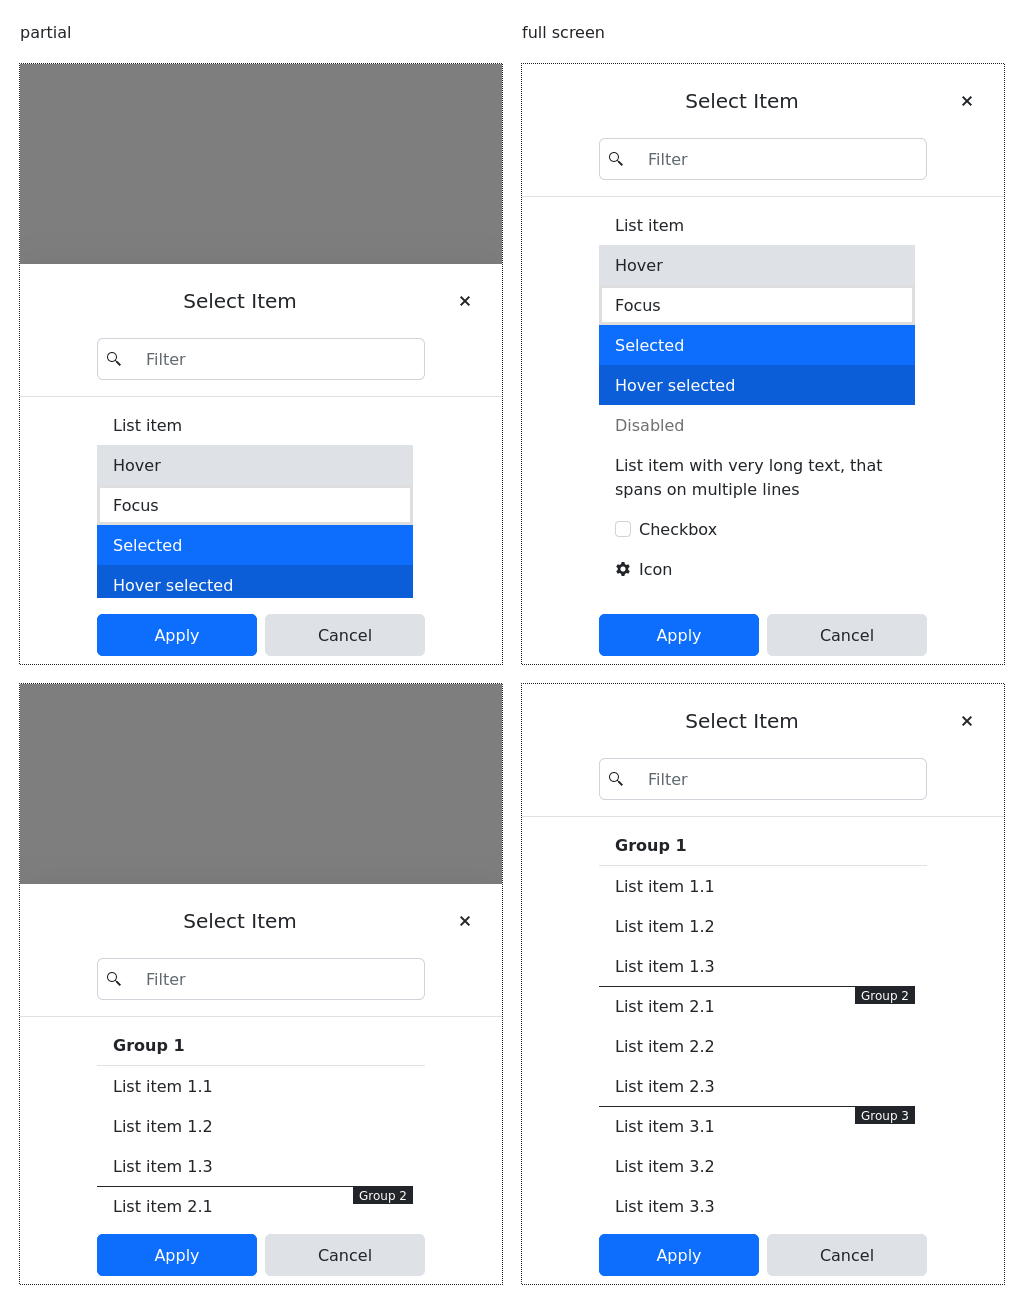 partial
full screen
Select Item ×
Filter
List item
Hover
Focus
Selected
Hover selected
Apply
Cancel
Select Item ×
Filter
List item
Hover
Focus
Selected
Hover selected
Disabled
List item with very long text, that
spans on multiple lines
Checkbox
Icon
Apply
Cancel
Select Item ×
Filter
Group 1
List item 1.1
List item 1.2
List item 1.3
Group 2
List item 2.1
Apply
Cancel
Select Item ×
Filter
Group 1
List item 1.1
List item 1.2
List item 1.3
Group 2
List item 2.1
List item 2.2
List item 2.3
Group 3
List item 3.1
List item 3.2
List item 3.3
Apply
Cancel